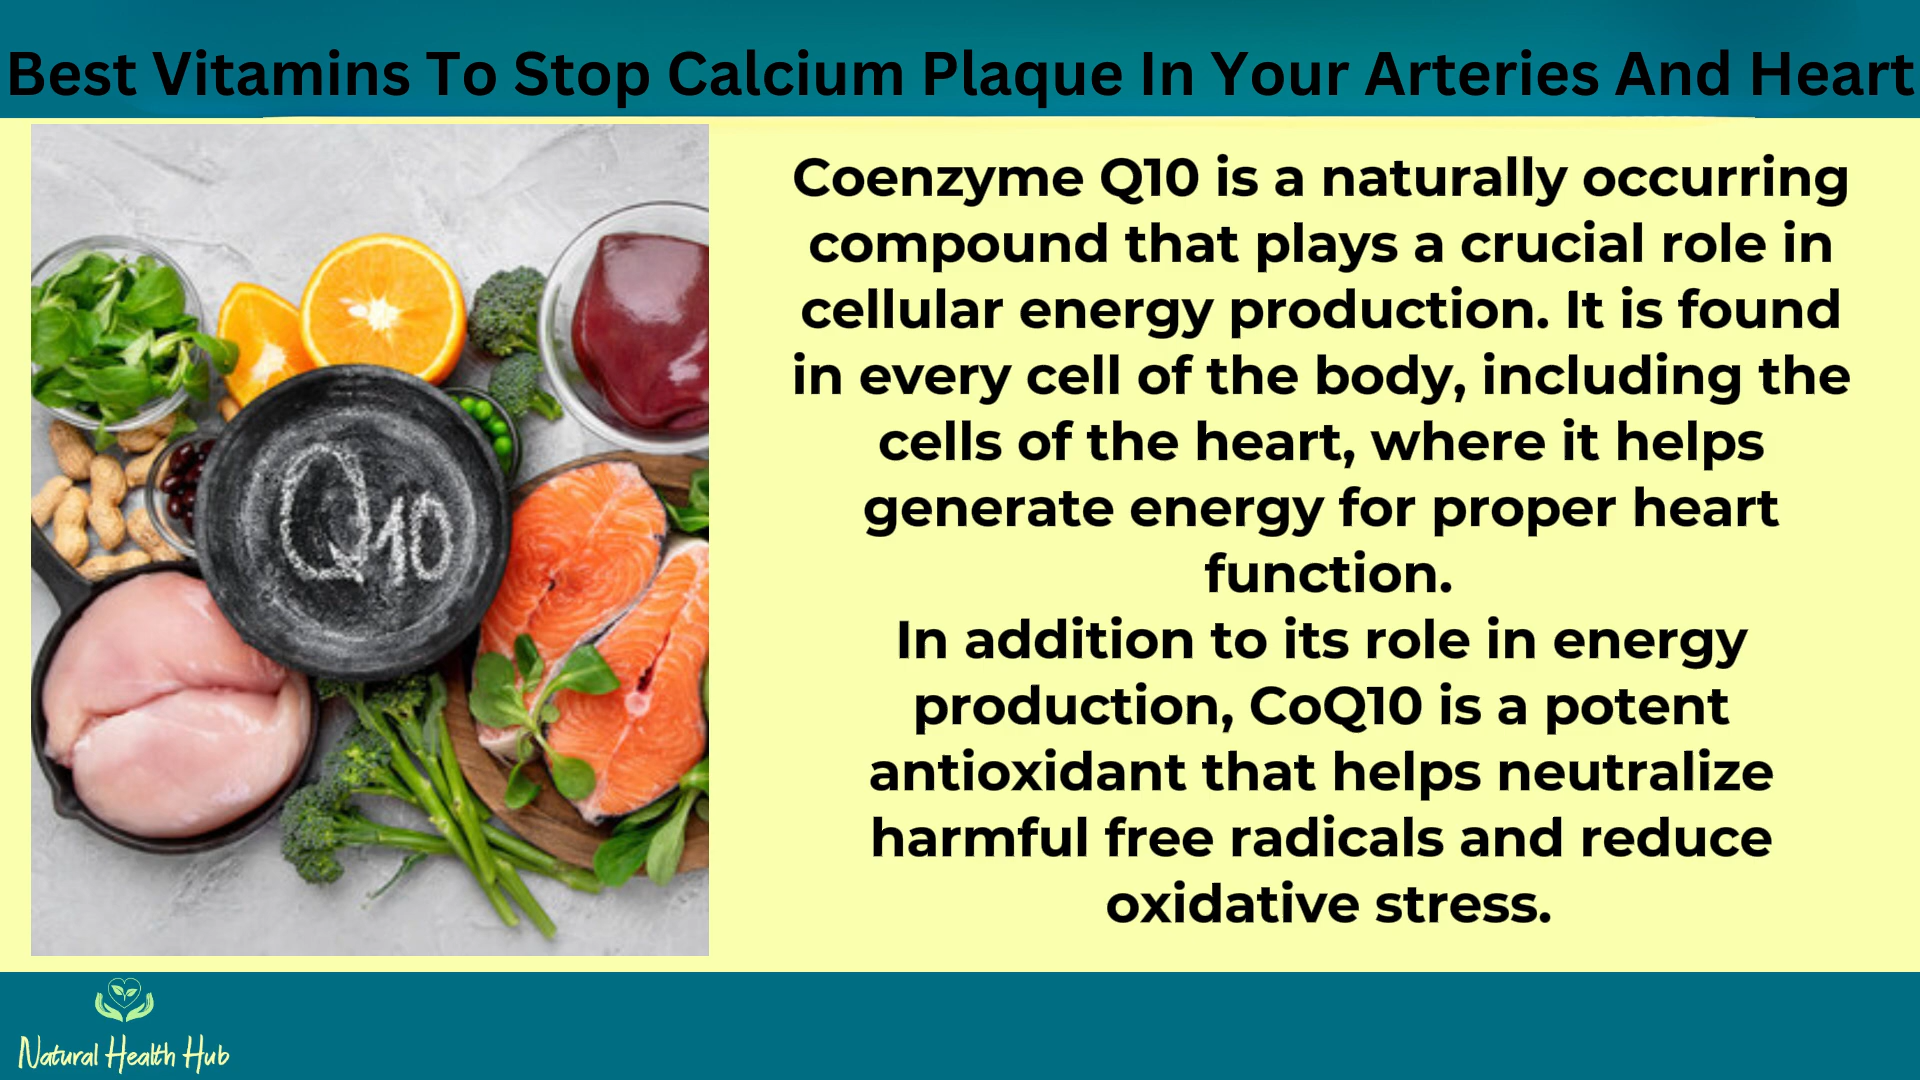 Best Vitamins To Stop Calcium Plaque In Your Arteries And Heart
Coenzyme Q10 is a naturally occurring
compound that plays a crucial role in
cellular energy production. It is found
in every cell of the body, including the
cells of the heart, where it helps
generate energy for proper heart
function.
In addition to its role in energy
production, CoQ10 is a potent
antioxidant that helps neutralize
harmful free radicals and reduce
oxidative stress.
Q10
Natural Health Hub